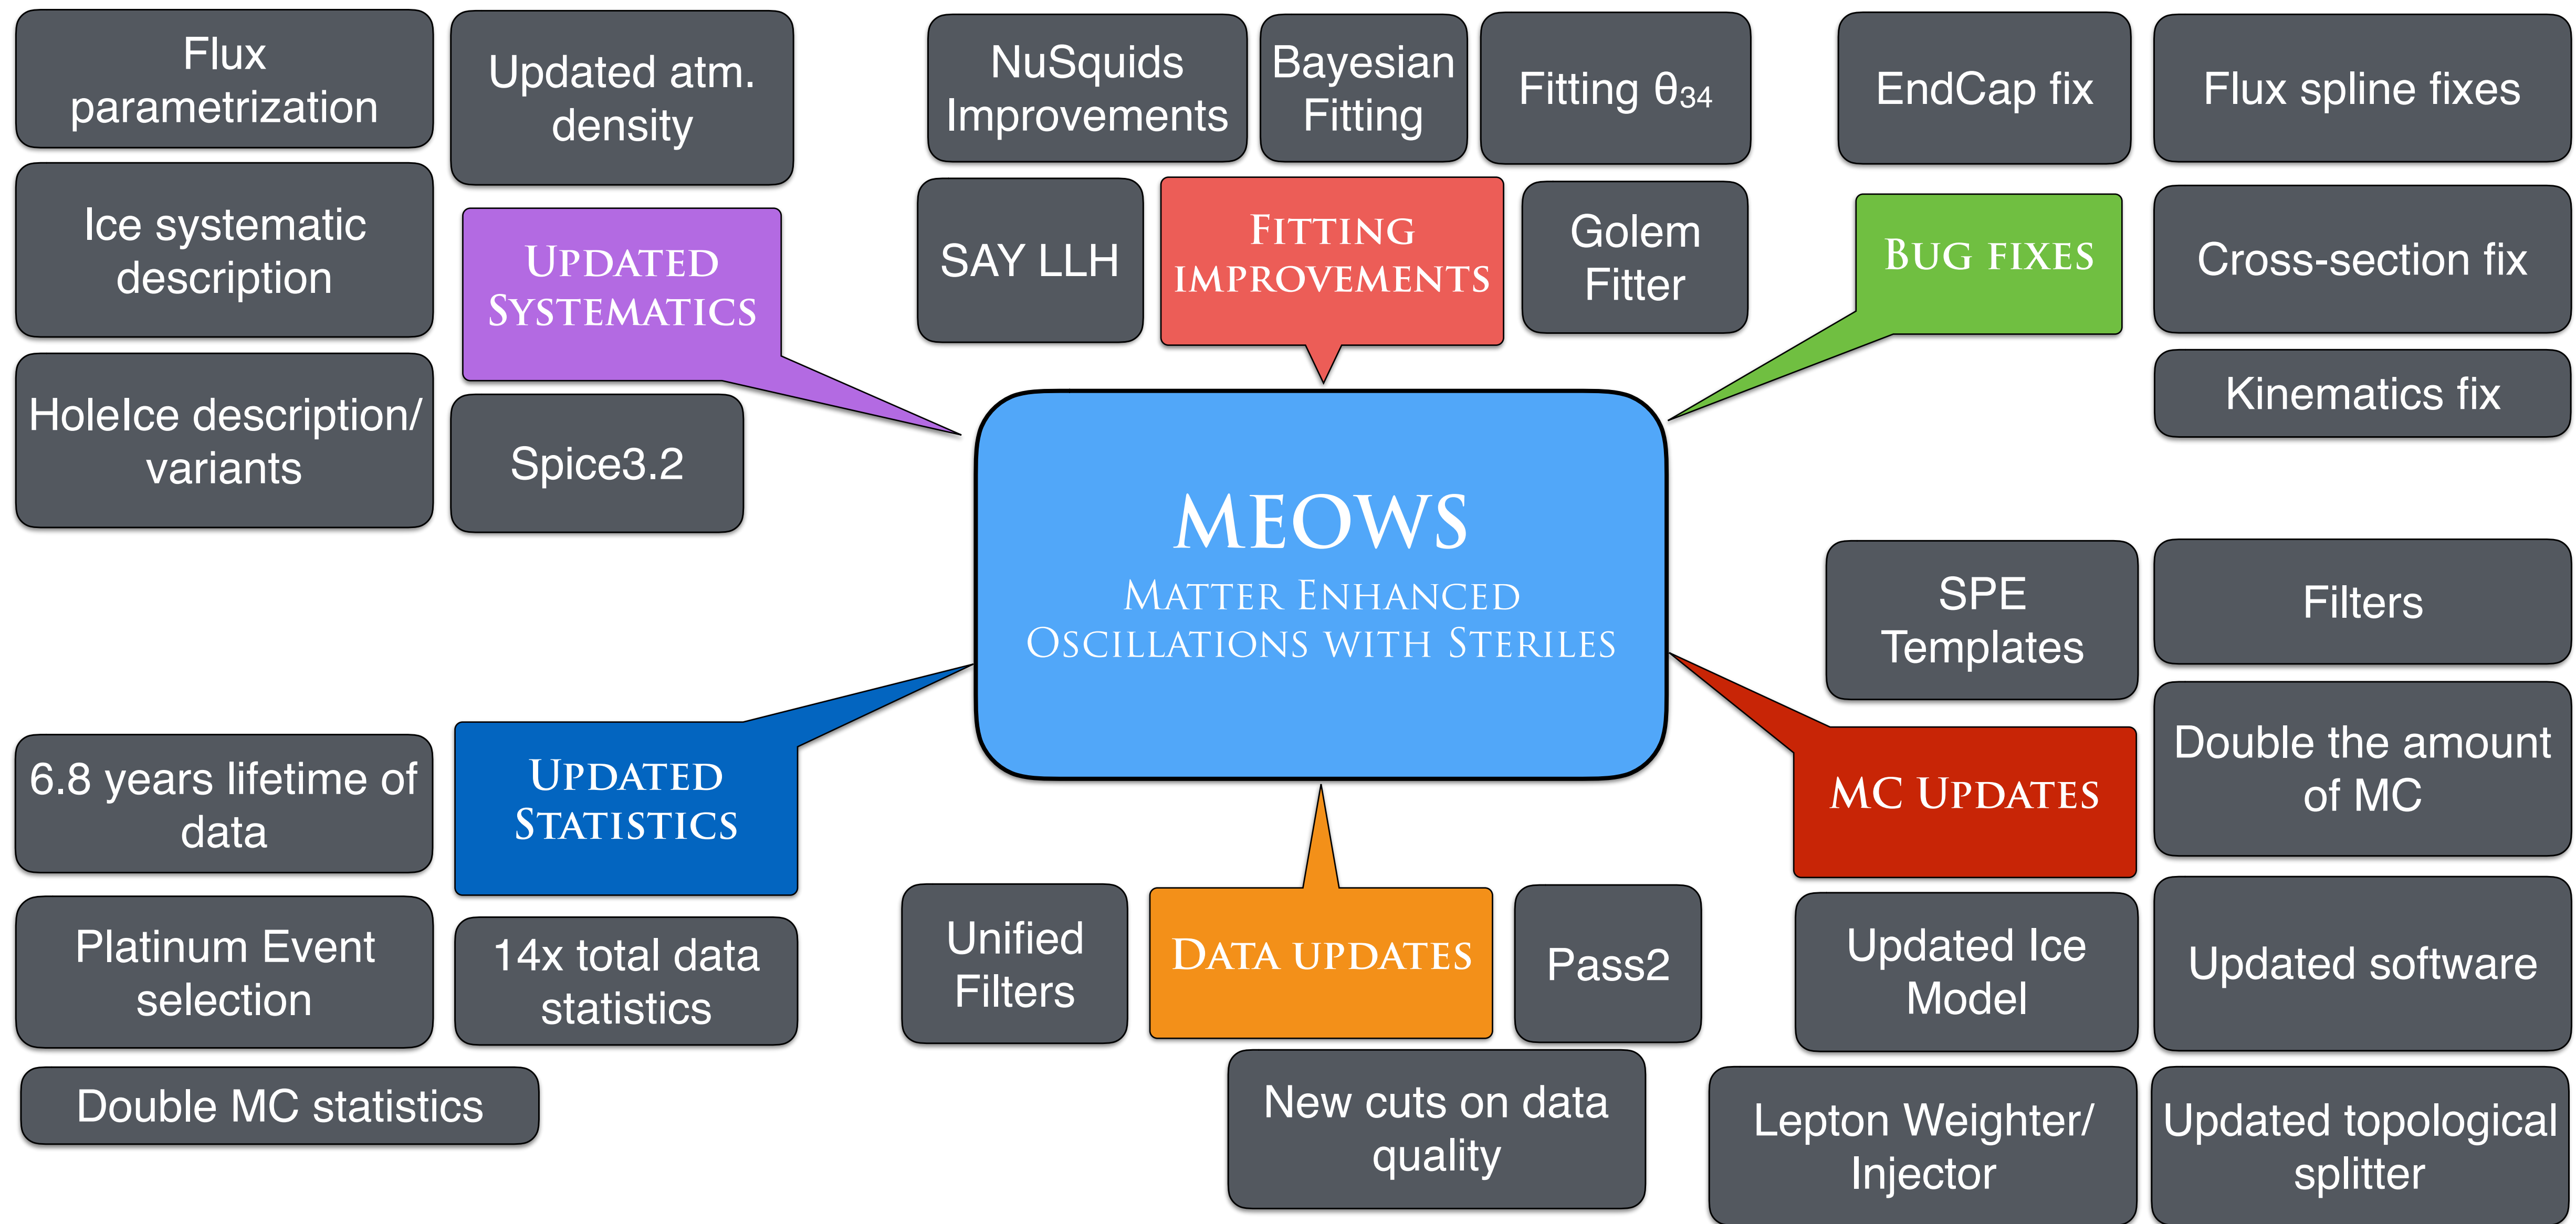 Flux
parametrization
Updated atm.
density
Ice systematic
description
UPDATED
SYSTEMATICS
HoleIce description/
variants
Spice3.2
NuSquids
Improvements
Bayesian
Fitting
Fitting θ₃₄
SAY LLH
FITTING
IMPROVEMENTS
Golem
Fitter
EndCap fix
Flux spline fixes
BUG FIXES
Cross-section fix
Kinematics fix
MEOWS
MATTER ENHANCED
OSCILLATIONS WITH STERILES
6.8 years lifetime of
data
UPDATED
STATISTICS
Platinum Event
selection
14x total data
statistics
Double MC statistics
Unified
Filters
DATA UPDATES
Pass2
New cuts on data
quality
SPE
Templates
Filters
MC UPDATES
Double the amount
of MC
Updated Ice
Model
Updated software
Lepton Weighter/
Injector
Updated topological
splitter